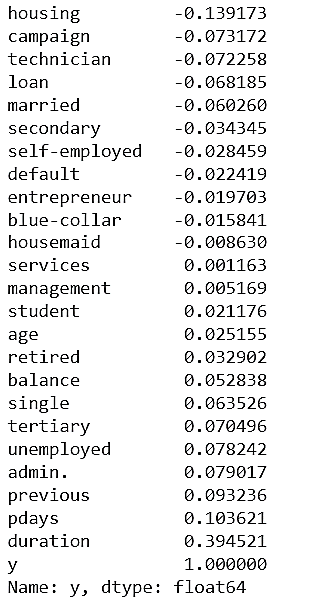 housing -0.139173
campaign -0.073172
technician -0.072258
loan -0.068185
married -0.060260
secondary -0.034345
self-employed -0.028459
default -0.022419
entrepreneur -0.019703
blue-collar -0.015841
housemaid -0.008630
services 0.001163
management 0.005169
student 0.021176
age 0.025155
retired 0.032902
balance 0.052838
single 0.063526
tertiary 0.070496
unemployed 0.078242
admin. 0.079017
previous 0.093236
pdays 0.103621
duration 0.394521
y 1.000000
Name: y, dtype: float64